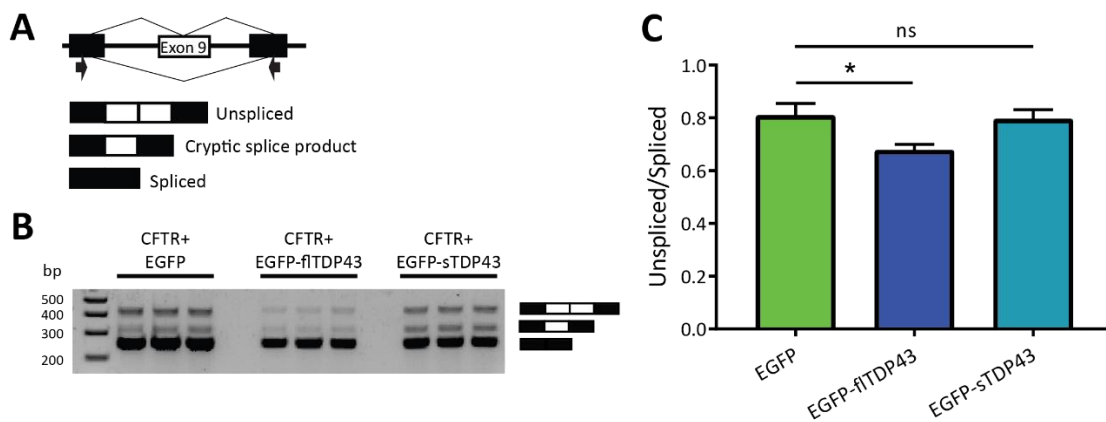 A
Exon 9
Unspliced
Cryptic splice product
Spliced
B
CFTR+
EGFP
CFTR+
EGFP-flTDP43
CFTR+
EGFP-sTDP43
bp
500
400
300
200
C
ns
*
1.0
0.8
0.6
0.4
0.2
0.0
Unspliced/Spliced
EGFP
EGFP-flTDP43
EGFP-sTDP43